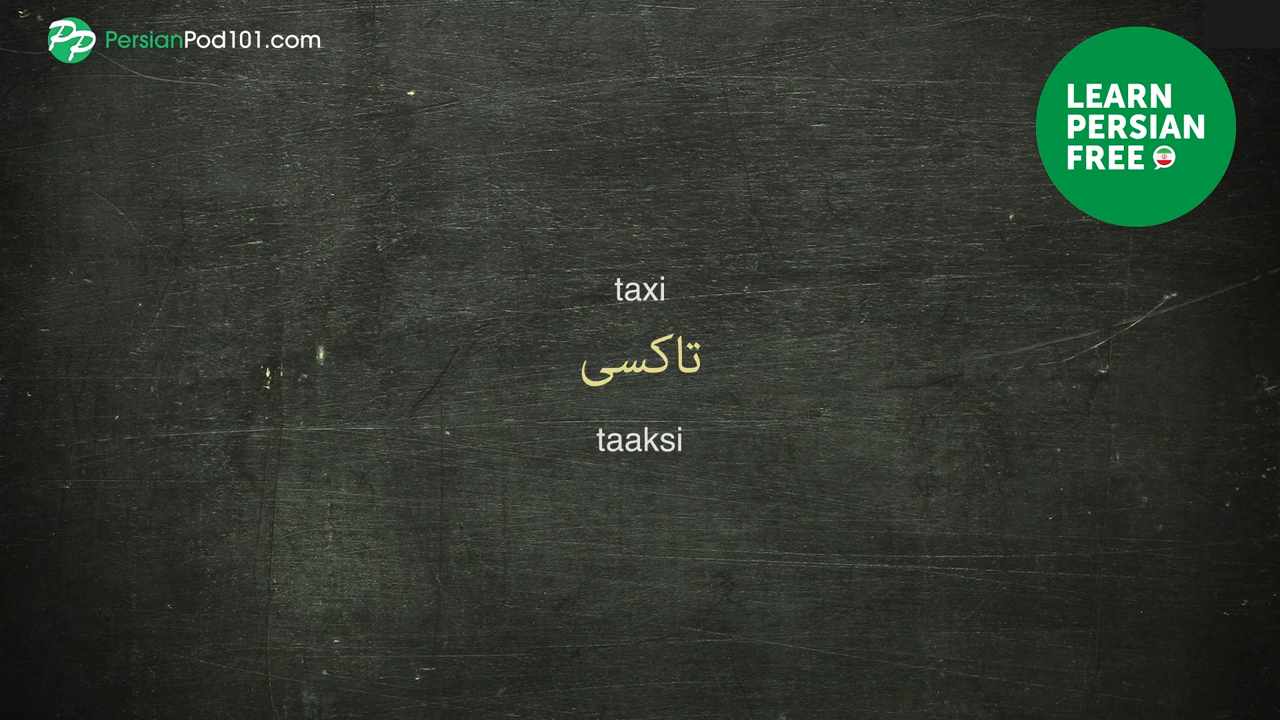 PersianPod101.com
LEARN
PERSIAN
FREE
taxi
تاکسی
taaksi